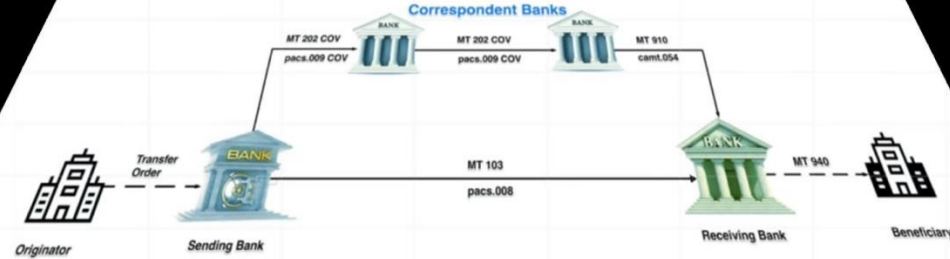 Correspondent Banks
BANK
BANK
MT 202 COV
pacs.009 COV
MT 202 COV
pacs.009 COV
MT 910
camt.054
Transfer
Order
BANK
MT 103
pacs.008
BANK
MT 940
Originator
Sending Bank
Receiving Bank
Beneficiary